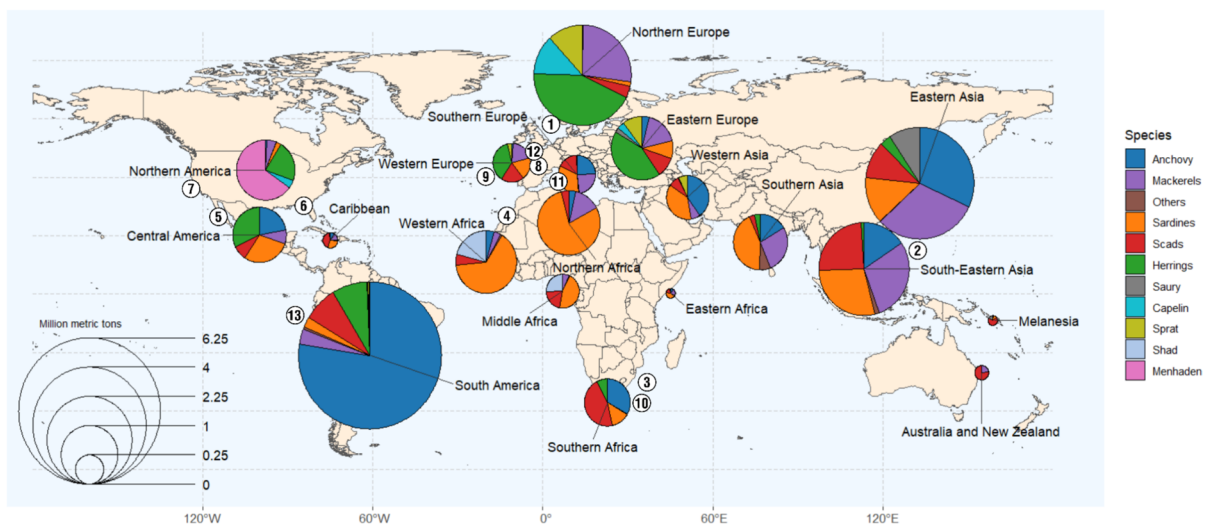 Northern Europe
Eastern Asia
Southern Europe
1
Eastern Europe
Species
Anchovy
Western Europe
12
8
9
Western Asia
Mackerels
Northern America
7
11
Southern Asia
Others
5
6
Caribbean
4
Sardines
Central America
Western Africa
2
Scads
Northern Africa
South-Eastern Asia
Herrings
Saury
13
Middle Africa
Eastern Africa
Melanesia
Capelin
Million metric tons
Sprat
6.25
Shad
4
South America
3
Menhaden
2.25
10
1
Southern Africa
Australia and New Zealand
0.25
0
120°W
60°W
0°
60°E
120°E